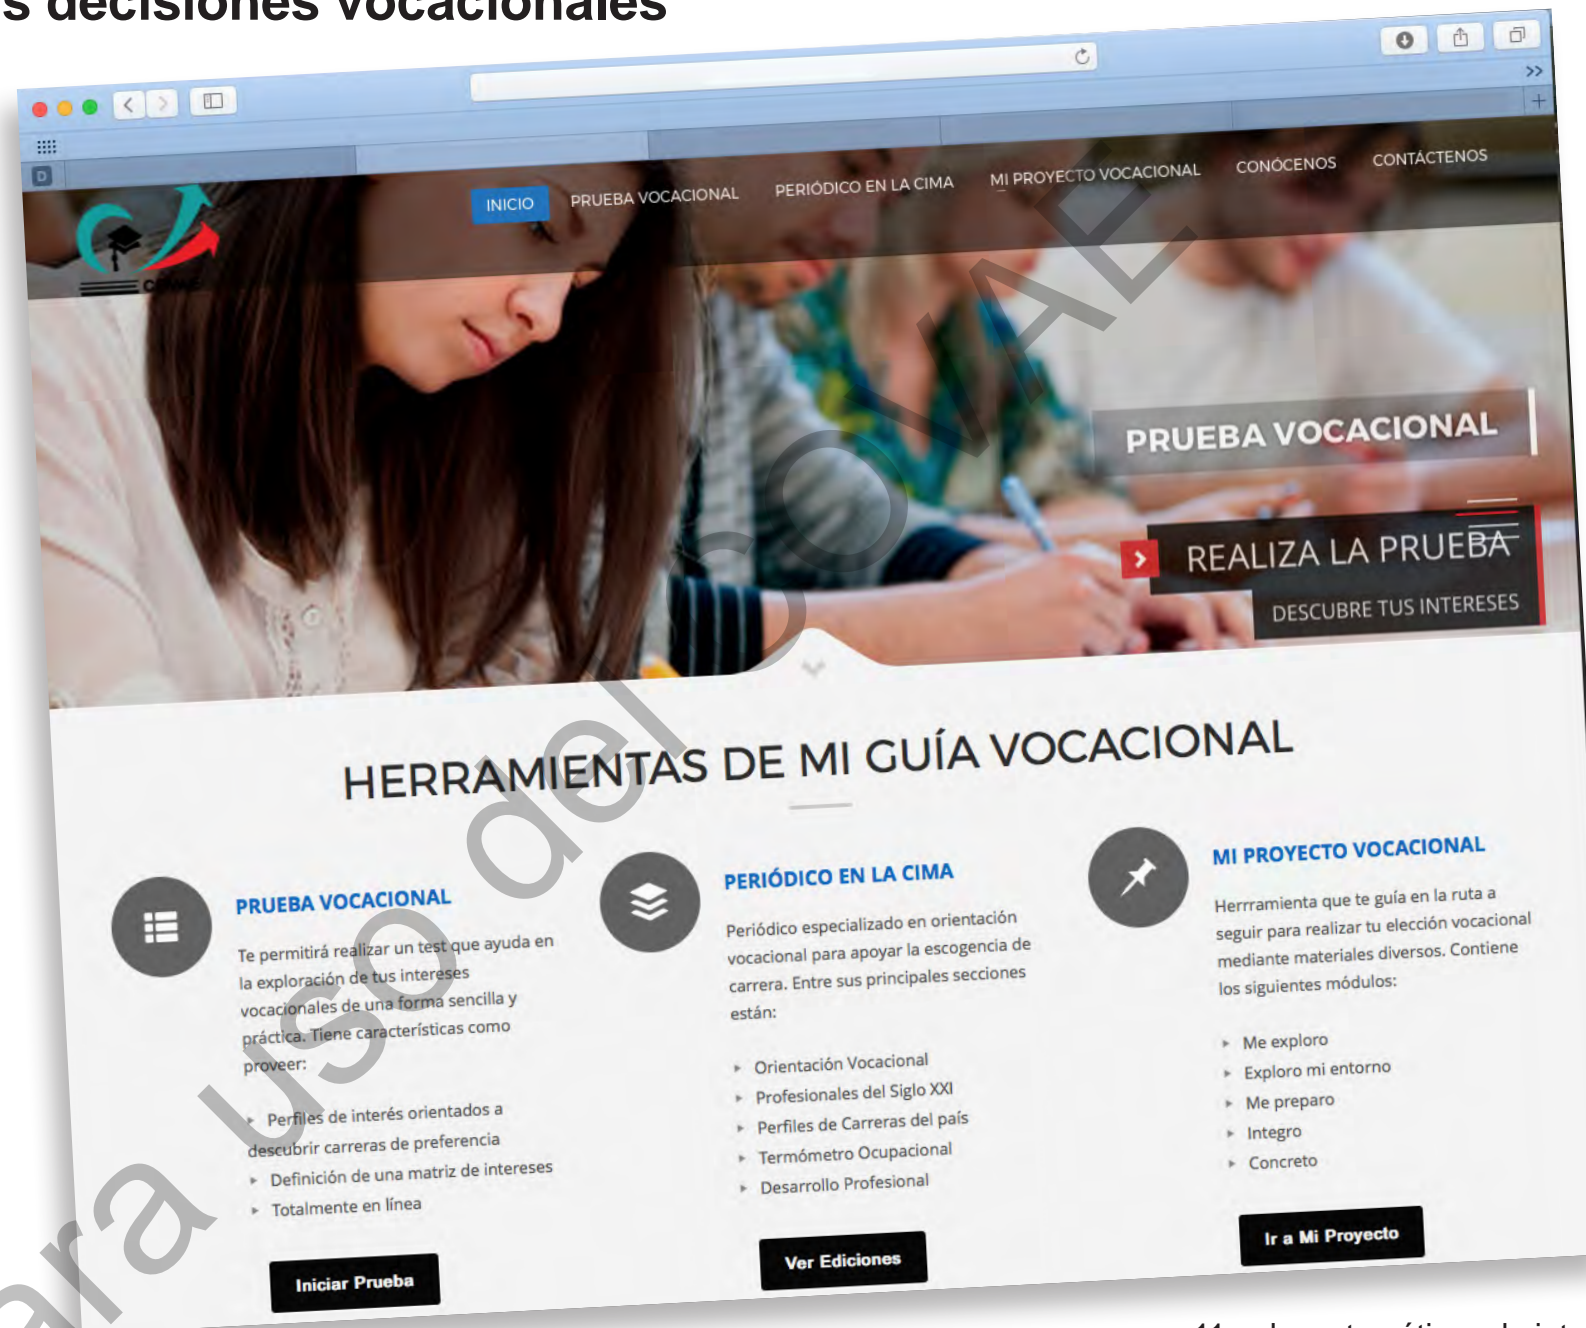 s decisiones vocacionales
D
INICIO
PRUEBA VOCACIONAL
PERIÓDICO EN LA CIMA
MI PROYECTO VOCACIONAL
CONÓCENOS
CONTÁCTENOS
PRUEBA VOCACIONAL
REALIZA LA PRUEBA
DESCUBRE TUS INTERESES
HERRAMIENTAS DE MI GUÍA VOCACIONAL
PRUEBA VOCACIONAL
Te permitirá realizar un test que ayuda en
la exploración de tus intereses
vocacionales de una forma sencilla y
práctica. Tiene características como
proveer:
Perfiles de interés orientados a
descubrir carreras de preferencia
Definición de una matriz de intereses
Totalmente en línea
Iniciar Prueba
PERIÓDICO EN LA CIMA
Periódico especializado en orientación
vocacional para apoyar la escogencia de
carrera. Entre sus principales secciones
están:
Orientación Vocacional
Profesionales del Siglo XXI
Perfiles de Carreras del país
Termómetro Ocupacional
Desarrollo Profesional
Ver Ediciones
MI PROYECTO VOCACIONAL
Herrramienta que te guía en la ruta a
seguir para realizar tu elección vocacional
mediante materiales diversos. Contiene
los siguientes módulos:
Me exploro
Exploro mi entorno
Me preparo
Integro
Concreto
Ir a Mi Proyecto
ara uso del COVAE